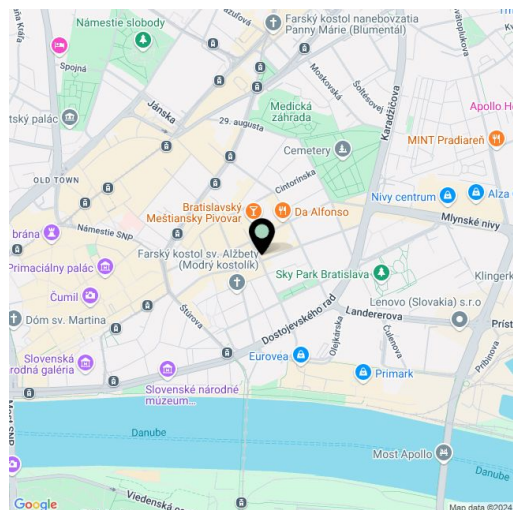 Farský kostol nanebovzatia
Panny Márie (Blumentál)
Námestie slobody
Spojná
Jánska
Moskovská
Šoltésovej
Karadžičova
Medická
záhrada
29. augusta
tský palác
Apollo H
MINT Pradiareň
Cemetery
OLD TOWN
Cintorínska
Nivy centrum
Alza
Bratislavský
Meštiansky Pivovar
Da Alfonso
Mlynské nivy
brána
Námestie SNP
Farský kostol sv. Alžbety
(Modrý kostolík)
Primaciálny palác
Sky Park Bratislava
Klingerk
Čumil
Lenovo (Slovakia) s.r.o
Dóm sv. Martina
Štúrova
Dostojevského rad
Landererova
Príst
Olejkárska
Čulenova
Pribinova
Slovenská
rodná galéria
Eurovea
Primark
Slovenské národné
múzeum...
Most SNP
Danube
Most Apollo
Danube
Viedenská c
Google
Map data ©2024